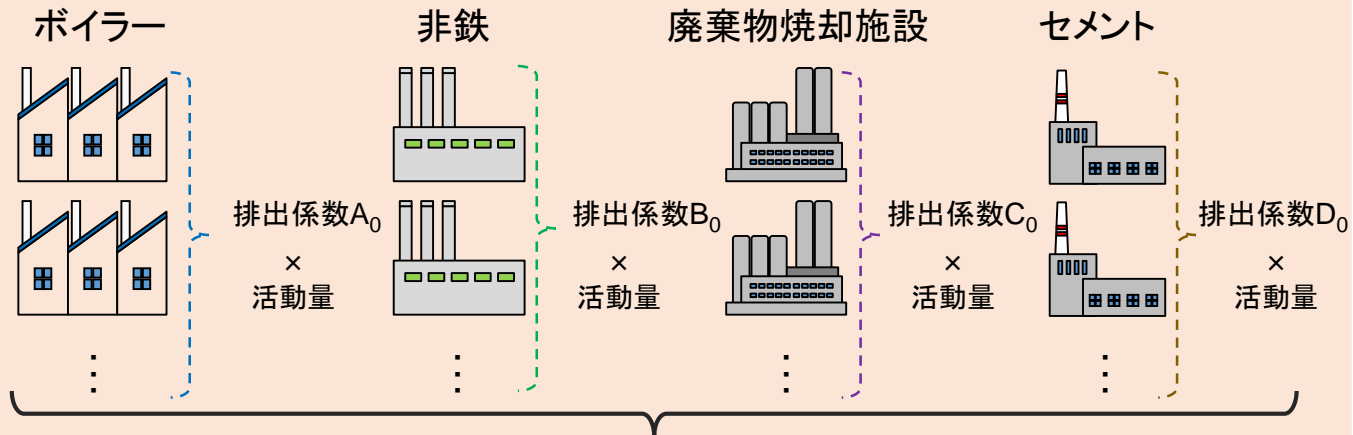 ボイラー
非鉄
廃棄物焼却施設
セメント
排出係数A₀
×
活動量
排出係数B₀
×
活動量
排出係数C₀
×
活動量
排出係数D₀
×
活動量
⋮
⋮
⋮
⋮